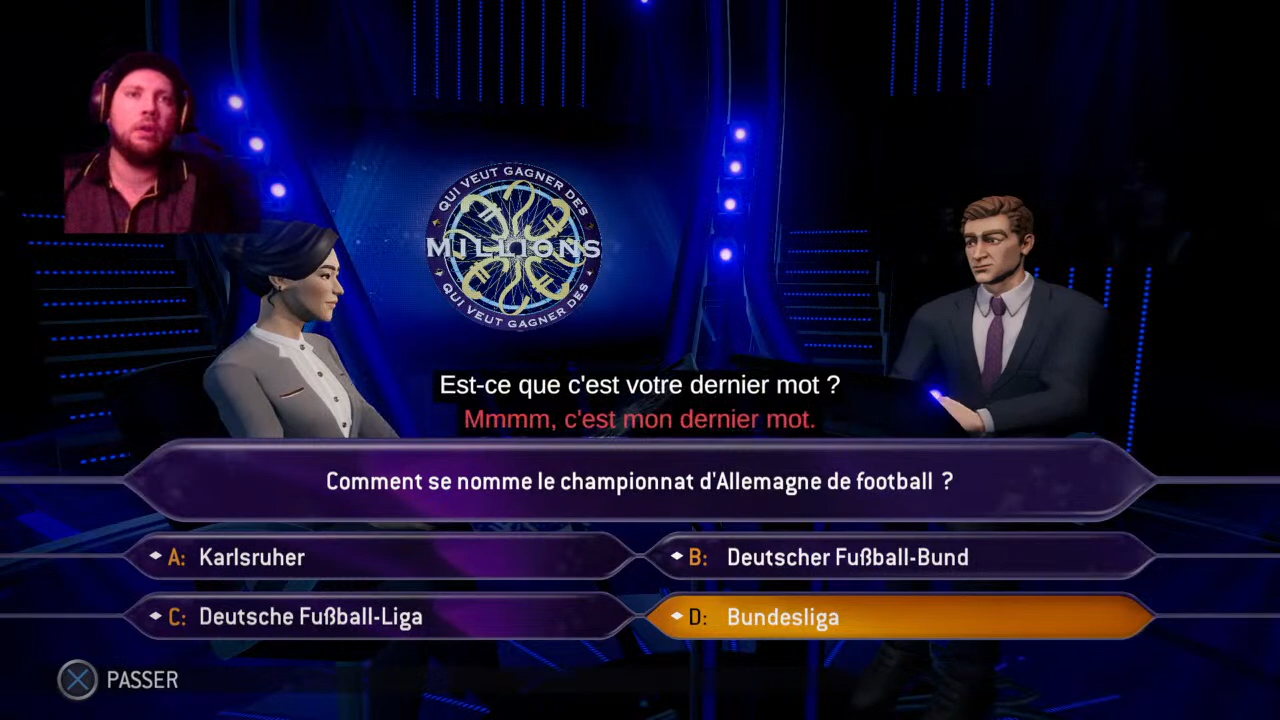 QUI VEUT GAGNER DES
MILLIONS
QUI VEUT GAGNER DES
Est-ce que c'est votre dernier mot ?
Mmmm, c'est mon dernier mot.
Comment se nomme le championnat d'Allemagne de football ?
A: Karlsruher
B: Deutscher Fußball-Bund
C: Deutsche Fußball-Liga
D: Bundesliga
PASSER